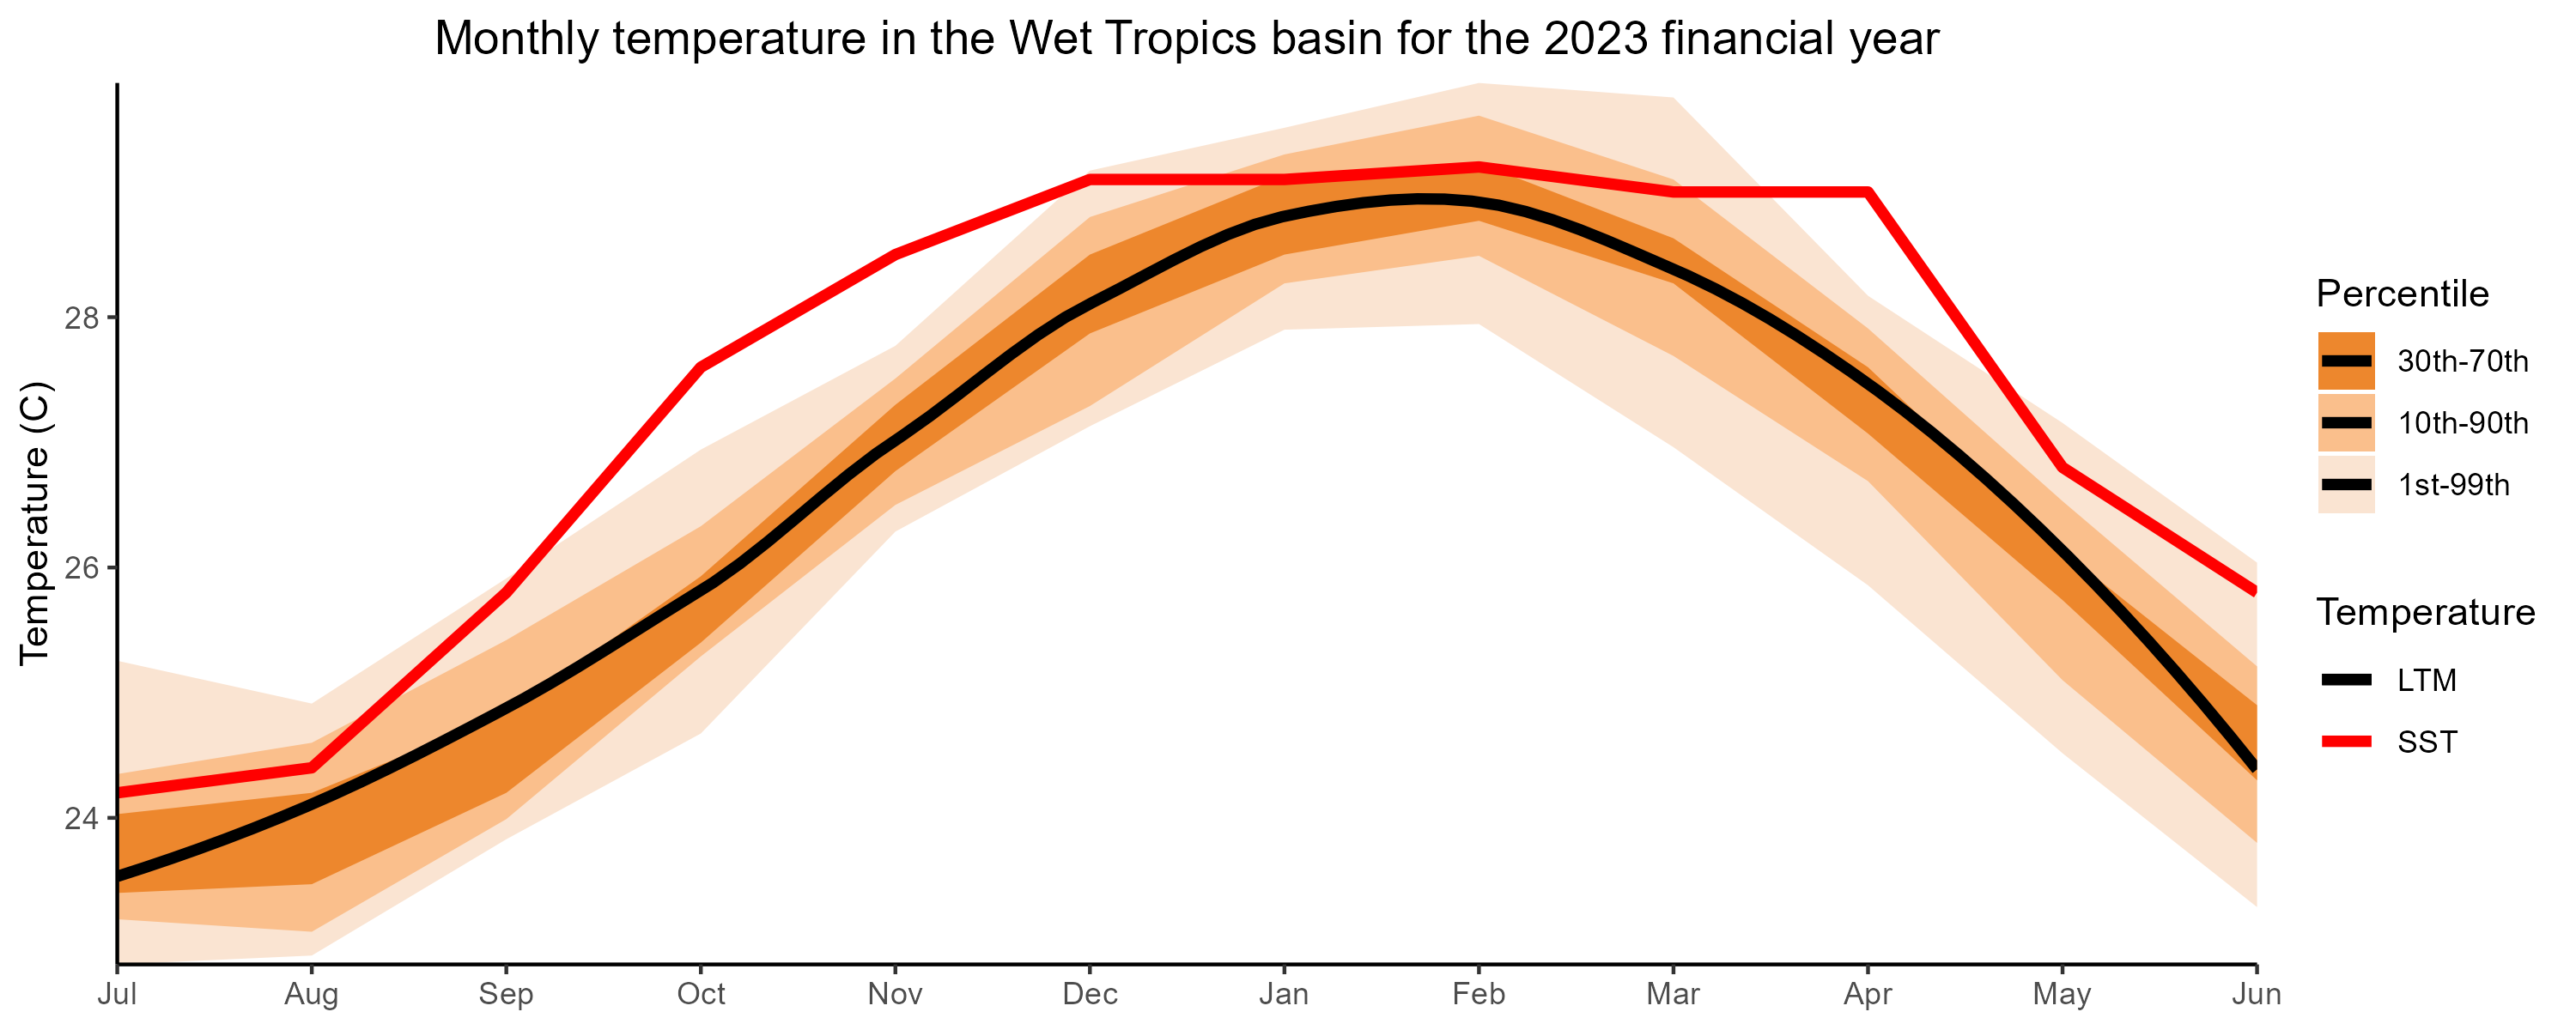 Monthly temperature in the Wet Tropics basin for the 2023 financial year
Temperature (C)
28
26
24
Jul Aug Sep Oct Nov Dec Jan Feb Mar Apr May Jun
Percentile
30th-70th
10th-90th
1st-99th
Temperature
LTM
SST